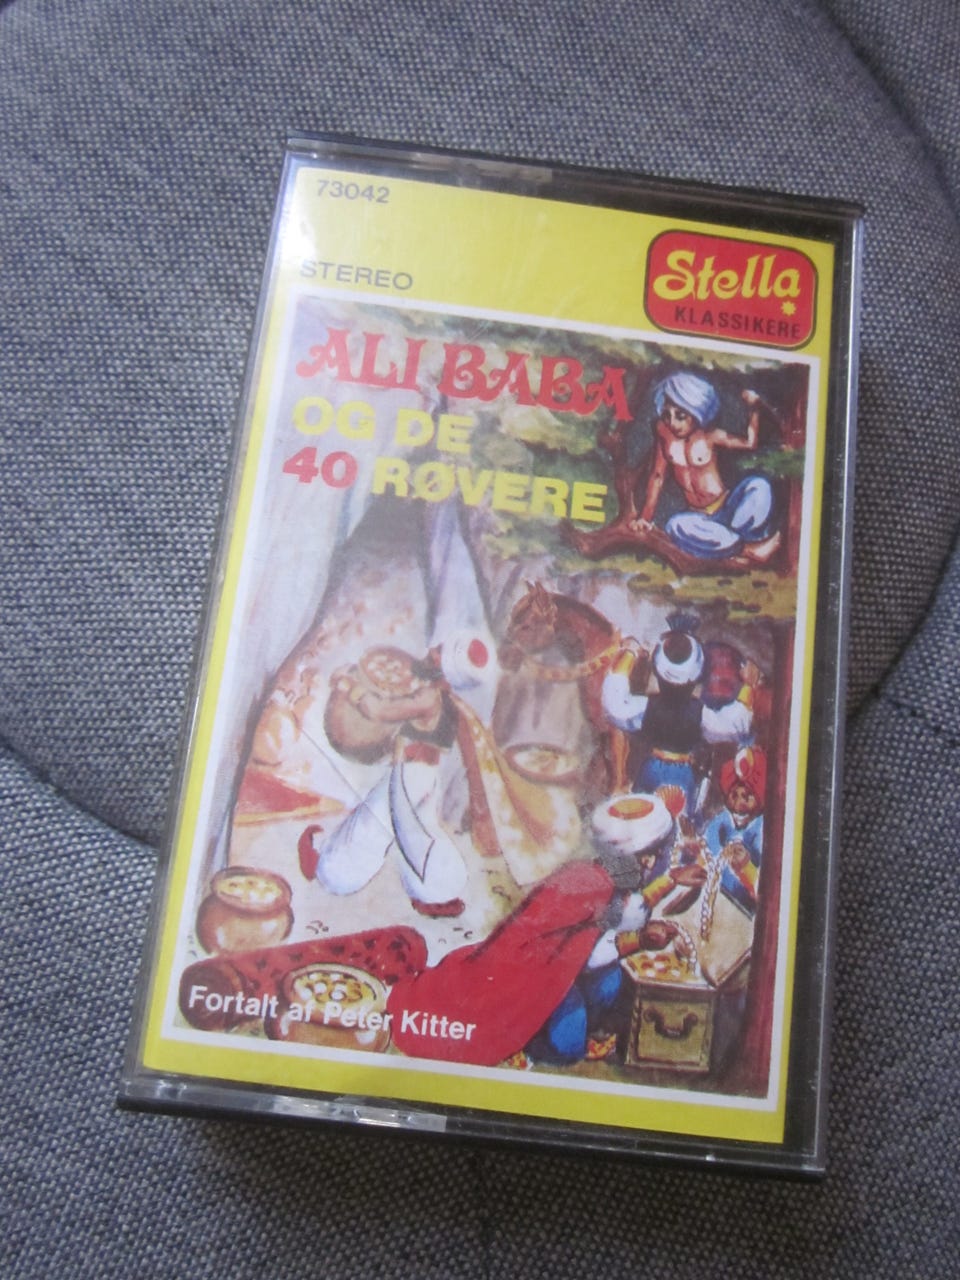 73042
STEREO
Stella
KLASSIKERE
ALI BABA
OG DE
40 RØVERE
Fortalt af Peter Kitter